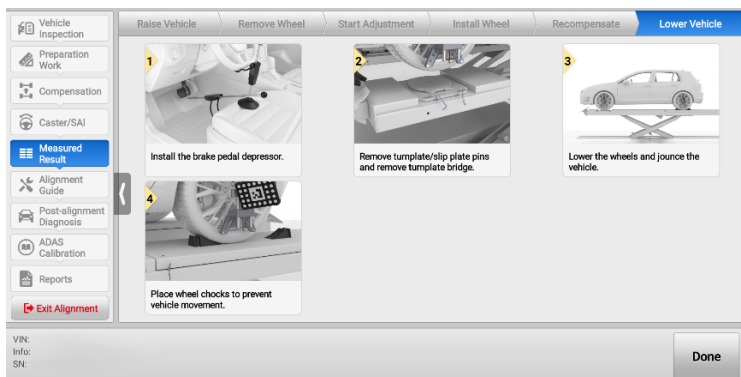 Vehicle
Inspection
Preparation
Work
Compensation
Caster/SAI
Measured
Result
Alignment
Guide
Post-alignment
Diagnosis
ADAS
Calibration
Reports
Exit Alignment
Raise Vehicle
Remove Wheel
Start Adjustment
Install Wheel
Recompensate
Lower Vehicle
1
Install the brake pedal depressor.
2
Remove turnplate/slip plate pins
and remove turnplate bridge.
3
Lower the wheels and jounce the
vehicle.
4
Place wheel chocks to prevent
vehicle movement.
VIN:
Info:
SN:
Done